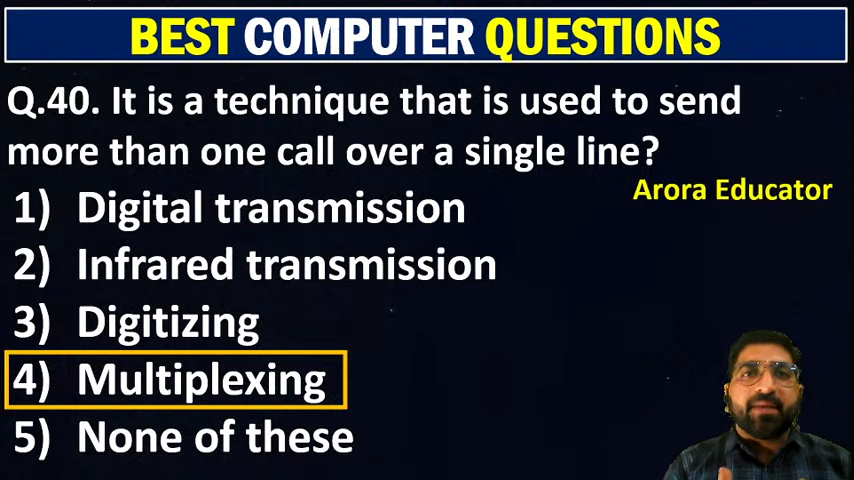 BEST COMPUTER QUESTIONS
Q.40. It is a technique that is used to send
more than one call over a single line?
Arora Educator
1) Digital transmission
2) Infrared transmission
3) Digitizing
4) Multiplexing
5) None of these